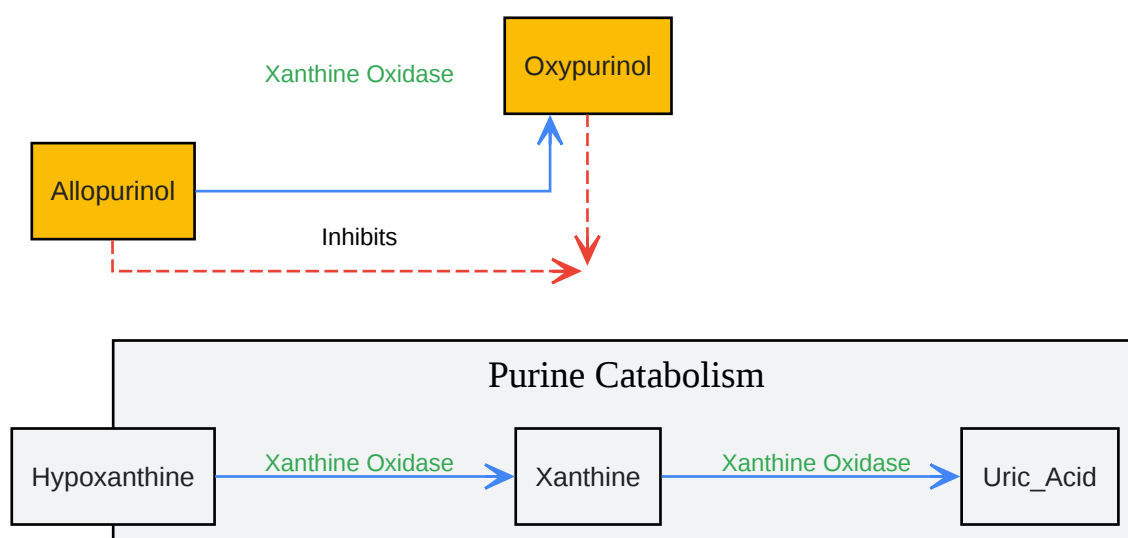 Oxypurinol
Xanthine Oxidase
Allopurinol
Inhibits
Purine Catabolism
Hypoxanthine
Xanthine Oxidase
Xanthine
Xanthine Oxidase
Uric_Acid